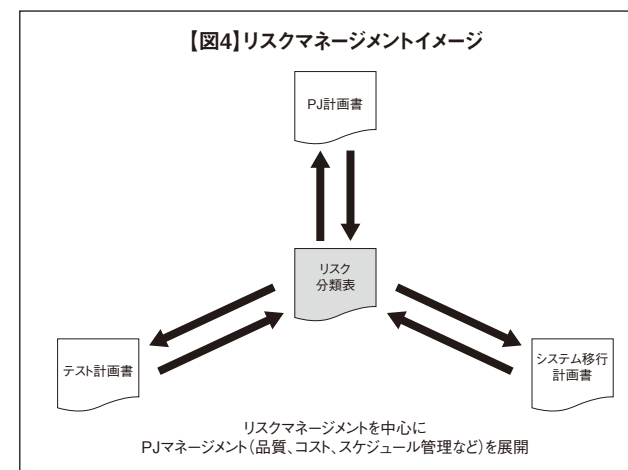 【図4】リスクマネージメントイメージ
PJ計画書
リスク
分類表
テスト計画書
システム移行
計画書
リスクマネージメントを中心に
PJマネージメント(品質、コスト、スケジュール管理など)を展開